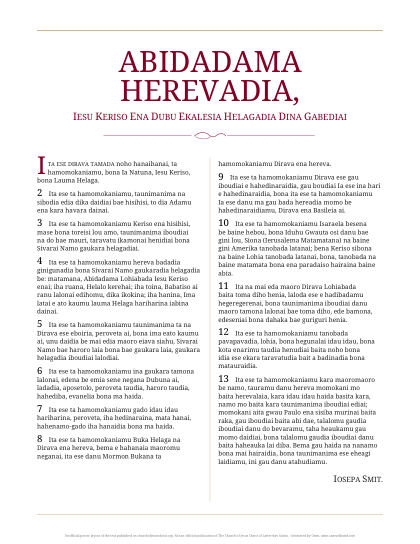 ABIDADAMA
HEREVADIA,
IESU KERISO ENA DUBU EKALESIA HELAGADIA DINA GABEDIAI
ITA ESE DIRAVA TAMADA noho hanaibanai, ta
hamomokaniamu, bona Ia Natuna, Iesu Keriso,
bona Lauma Helaga.
2 Ita ese ta hamomokaniamu, taunimanima na
sibodia edia dika daidiai bae hisihisi, to dia Adamu
ena kara havara dainai.
3 Ita ese ta hamomokaniamu Keriso ena hisihisi,
mase bona toreisi lou amo, taunimanima iboudiai
na do bae mauri, taravatu ikamonai henidiai bona
Sivarai Namo gaukara helagadiai.
4 Ita ese ta hamomokaniamu hereva badadia
ginigunadia bona Sivarai Namo gaukaradia helagadia
be: matamana, Abidadama Lohiabada Iesu Keriso
enai; iha ruana, Helalo kerehai; iha toina, Babatiso ai
ranu lalonai edihomu, dika ikokina; iha hanina, Ima
latai e ato kaumu lauma Helaga hariharina iabina
dainai.
5 Ita ese ta hamomokaniamu taunimanima ta na
Dirava ese eboiria, peroveta ai, bona ima eato kaumu
ai, unu daidia be mai edia maoro eiava siahu, Sivarai
Namo bae haroro laia bona bae gaukara laia, gaukara
helagadia iboudiai lalodiai.
6 Ita ese ta hamomokaniamu ina gaukara tamona
lalonai, edena be emia sene negana Dubuna ai,
ladadia, aposetolo, peroveta taudia, haroro taudia,
hahediba, evanelia bona ma haida.
7 Ita ese ta hamomokaniamu gado idau idau
hariharina, peroveta, iha hedinaraina, mata hanai,
hahenamo-gado iha hanaidia bona ma haida.
8 Ita ese ta hamomokaniamu Buka Helaga na
Dirava ena hereva, bema e bahanaia maoromu
neganai, ita ese danu Mormon Bukana ta
hamomokaniamu Dirava ena hereva.
9 Ita ese ta hamomokaniamu Dirava ese gau
iboudiai e hahedinaraidia, gau boudiai Ia ese ina hari
e hahedinaraidia, bona ita ese ta hamomokaniamu
Ia ese danu ma gau bada hereadia momo be
hahedinaraidiamu, Dirava ena Basileia ai.
10 Ita ese ta hamomokaniamu Isaraela besena
be baine hebou, bona Iduhu Gwauta osi danu bae
gini lou, Siona (Ierusalema Matamatana) na baine
gini Amerika tanobada latanai; bena Keriso sibona
na baine Lohia tanobada latanai, bona, tanobada na
baine matamata bona ena paradaiso hairaina baine
abia.
11 Ita na mai eda maoro Dirava Lohiabada
baita toma diho henia, laloda ese e hadibadamu
hegeregerenai, bona taunimanima iboudiai danu
maoro tamona lalonai bae toma diho, ede bamona,
edeseniai bona dahaka bae guriguri henia.
12 Ita ese ta hamomokaniamu tanobada
pavapavadia, lohia, bona hegunalai idau idau, bona
kota enarimu taudia henudiai baita noho bona
idia ese ekara taravatudia bait a badinadia bona
matauraidia.
13 Ita ese ta hamomokaniamu kara maoromaoro
be namo, tauramu danu hereva momokani mo
baita herevalaia, kara idau idau haida basita kara,
namo mo baita kara taunimanima iboudiai ediai;
momokani aita gwau Paulo ena sisiba murinai baita
raka, gau iboudiai baita abi dae, talalomu gaudia
iboudiai danu do bevaramu, taha heaukamu gau
momo daidiai, bona talalomu gaudia iboudiai danu
baita haheauka lai diba. Bema gau haida na nanamo
bona mai hairaidia, bona taunimanima ese eheagi
laidiamu, ini gau danu atahudiamu.
IOSEPA SMIT.